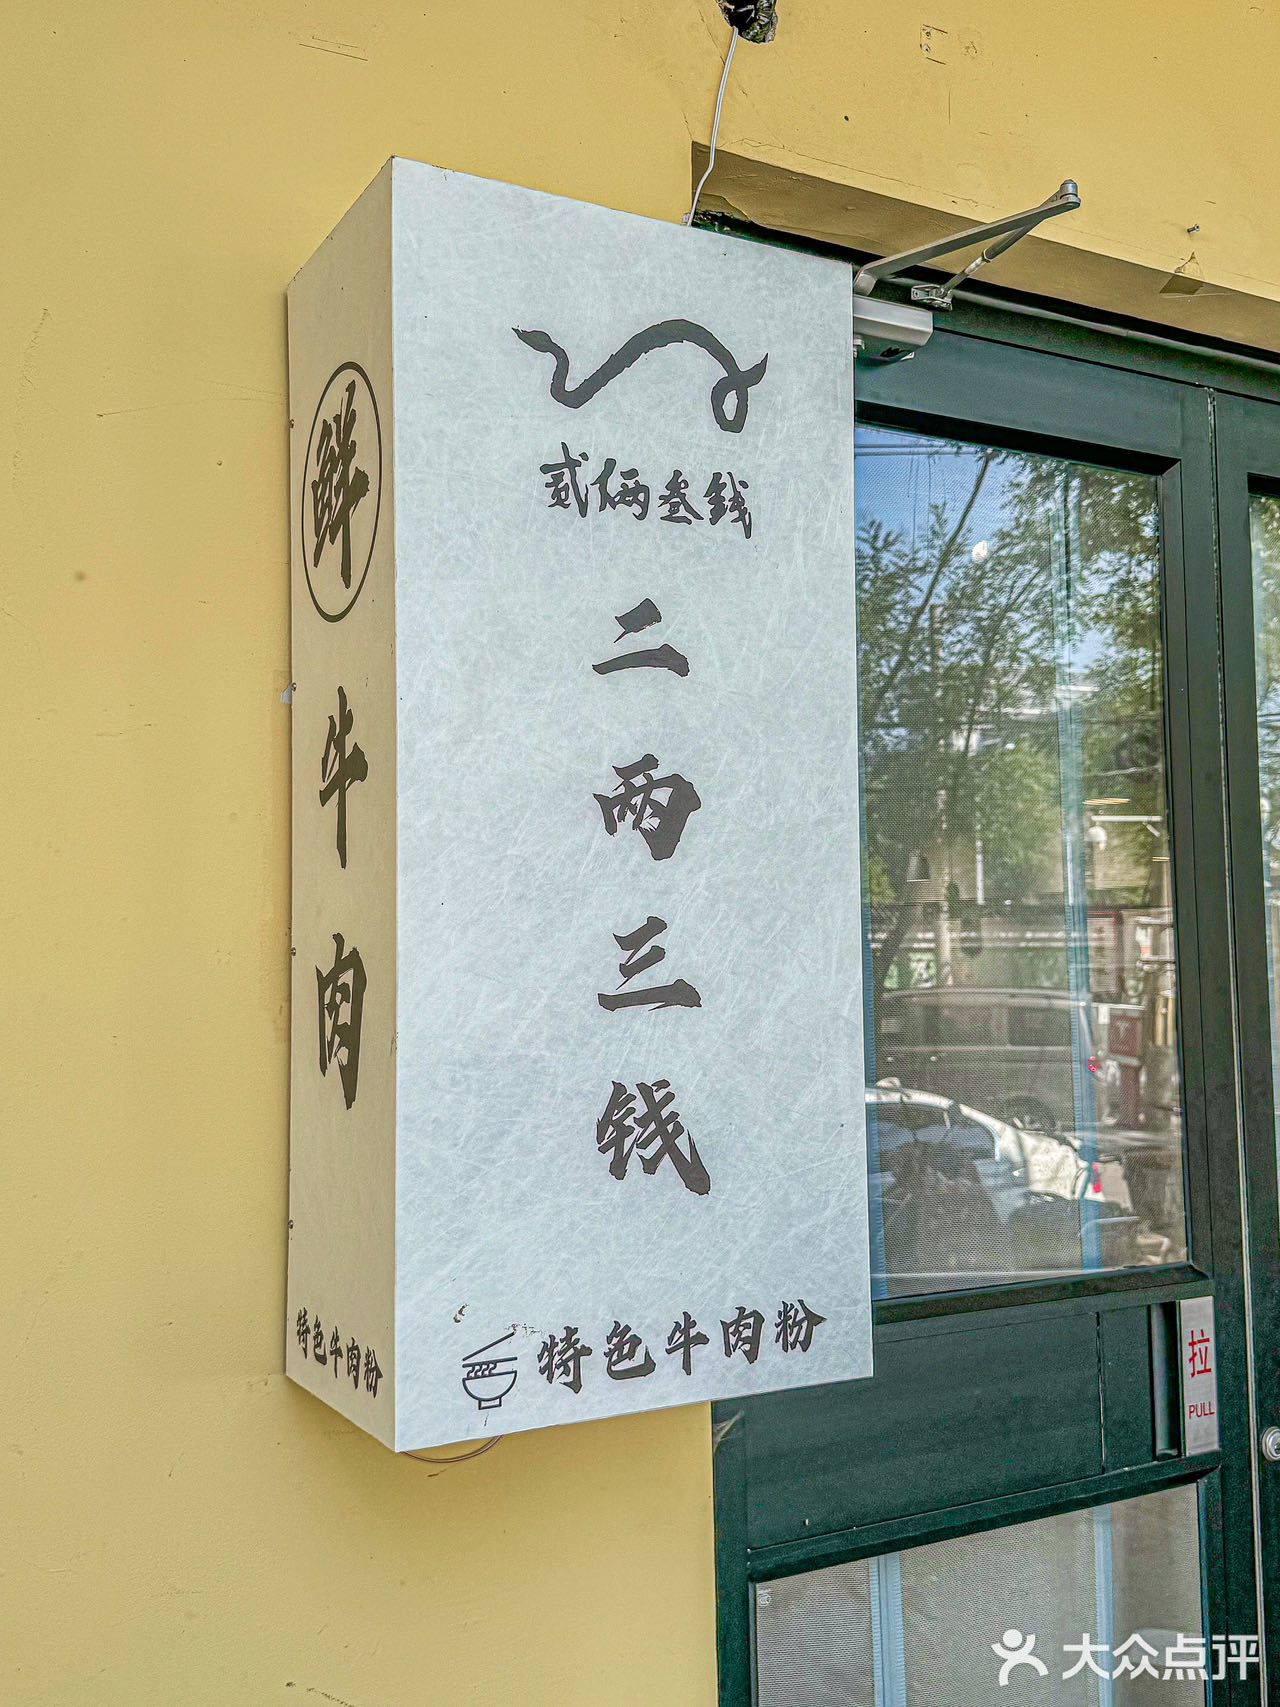 鲜牛肉
特色牛肉粉
贰俩叁錢
二两三钱
特色牛肉粉
拉
PULL
大众点评